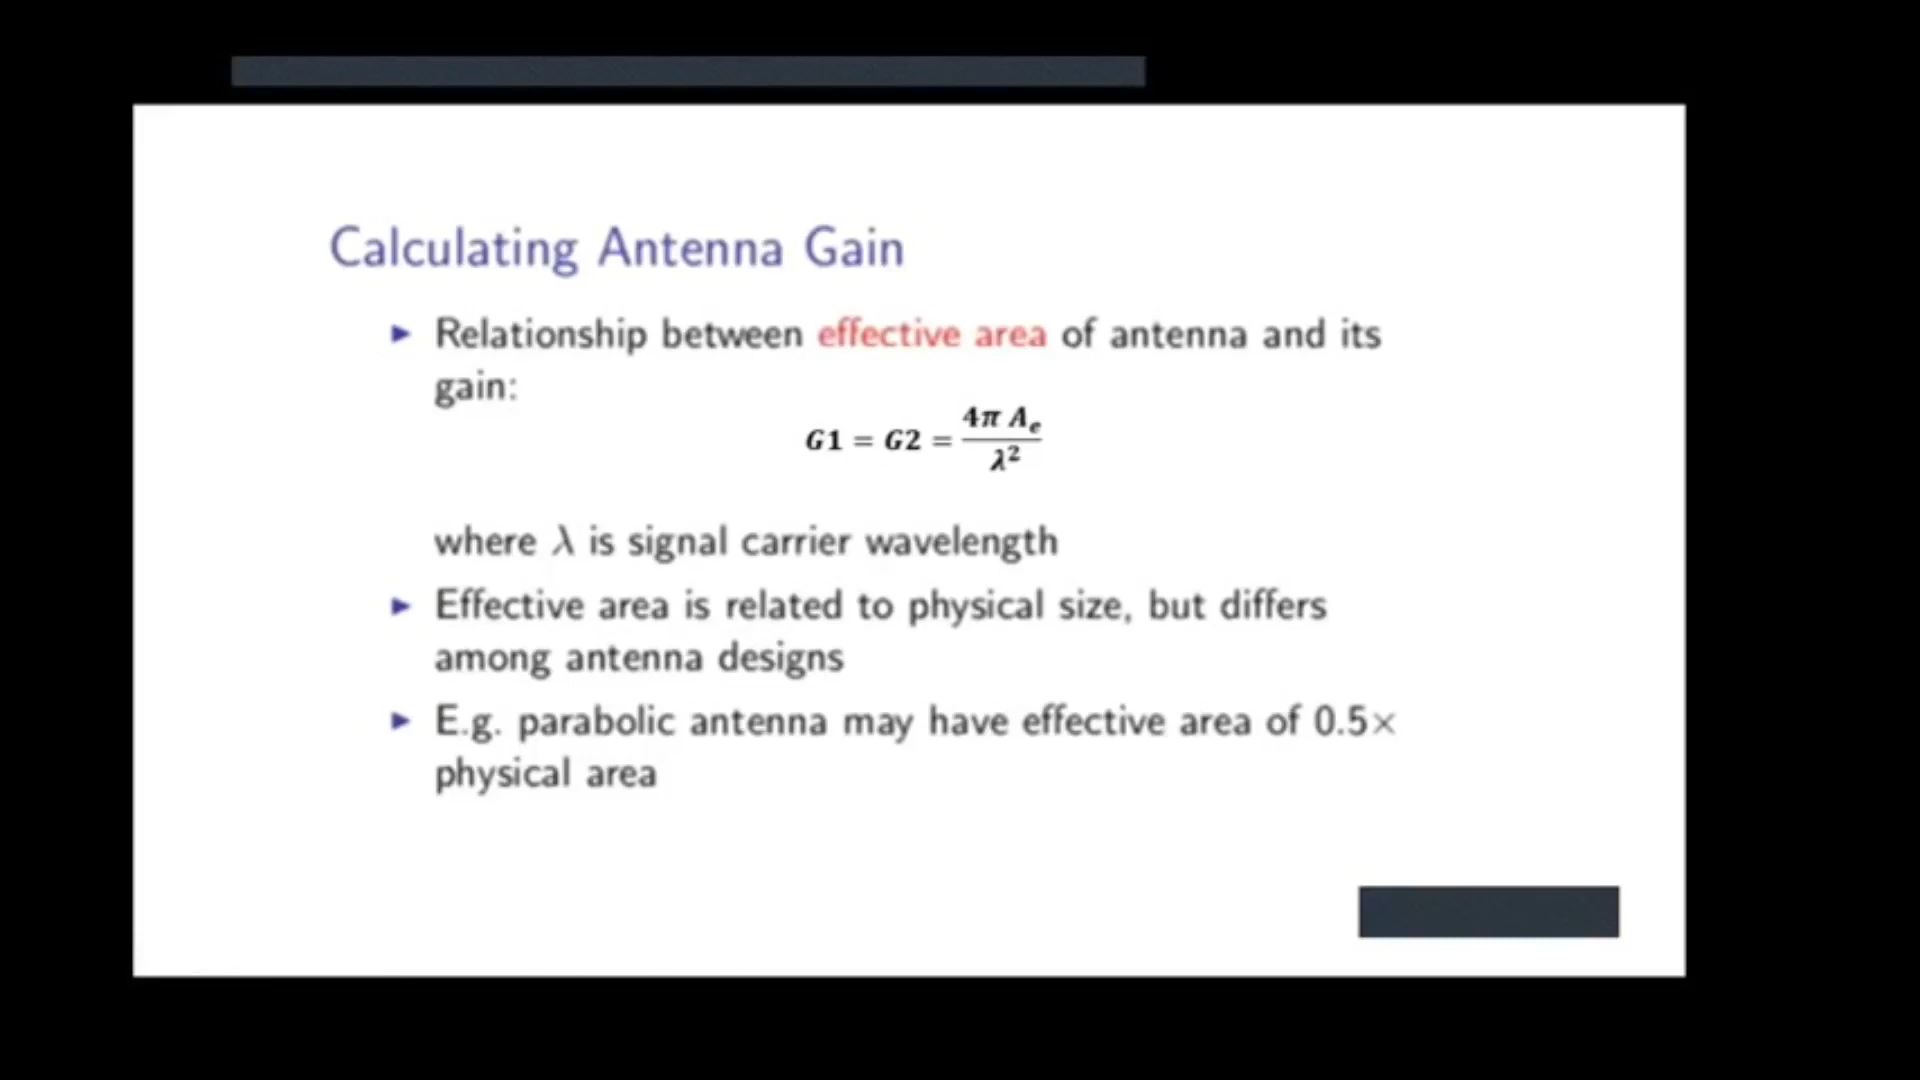 Calculating Antenna Gain
► Relationship between effective area of antenna and its
gain:
G1 = G2 = \frac{4π A_e}{λ^2}
where λ is signal carrier wavelength
► Effective area is related to physical size, but differs
among antenna designs
► E.g. parabolic antenna may have effective area of 0.5×
physical area